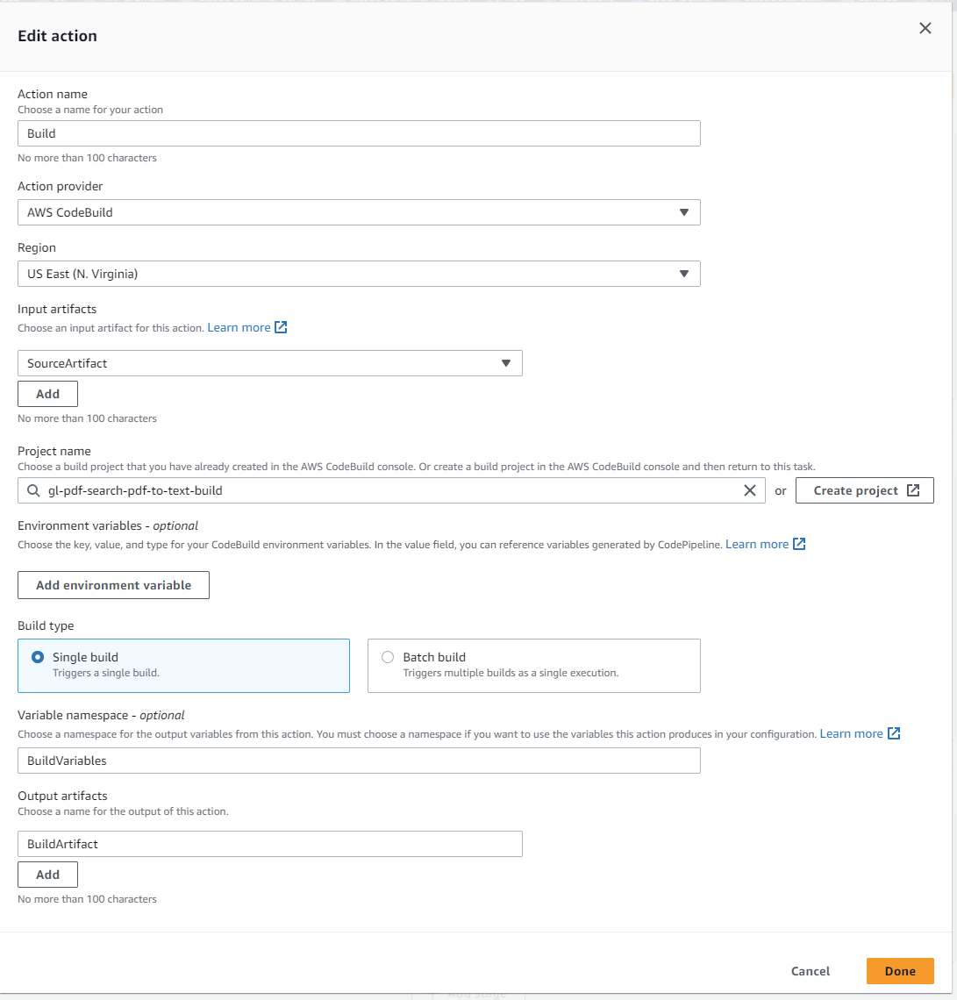 Edit action
Action name
Choose a name for your action
Build
No more than 100 characters
Action provider
AWS CodeBuild
Region
US East (N. Virginia)
Input artifacts
Choose an input artifact for this action. Learn more
SourceArtifact
Add
No more than 100 characters
Project name
Choose a build project that you have already created in the AWS CodeBuild console. Or create a build project in the AWS CodeBuild console and then return to this task.
gl-pdf-search-pdf-to-text-build or Create project
Environment variables - optional
Choose the key, value, and type for your CodeBuild environment variables. In the value field, you can reference variables generated by CodePipeline. Learn more
Add environment variable
Build type
Single build
Triggers a single build.
Batch build
Triggers multiple builds as a single execution.
Variable namespace - optional
Choose a namespace for the output variables from this action. You must choose a namespace if you want to use the variables this action produces in your configuration. Learn more
BuildVariables
Output artifacts
Choose a name for the output of this action.
BuildArtifact
Add
No more than 100 characters
Cancel Done
Add stage